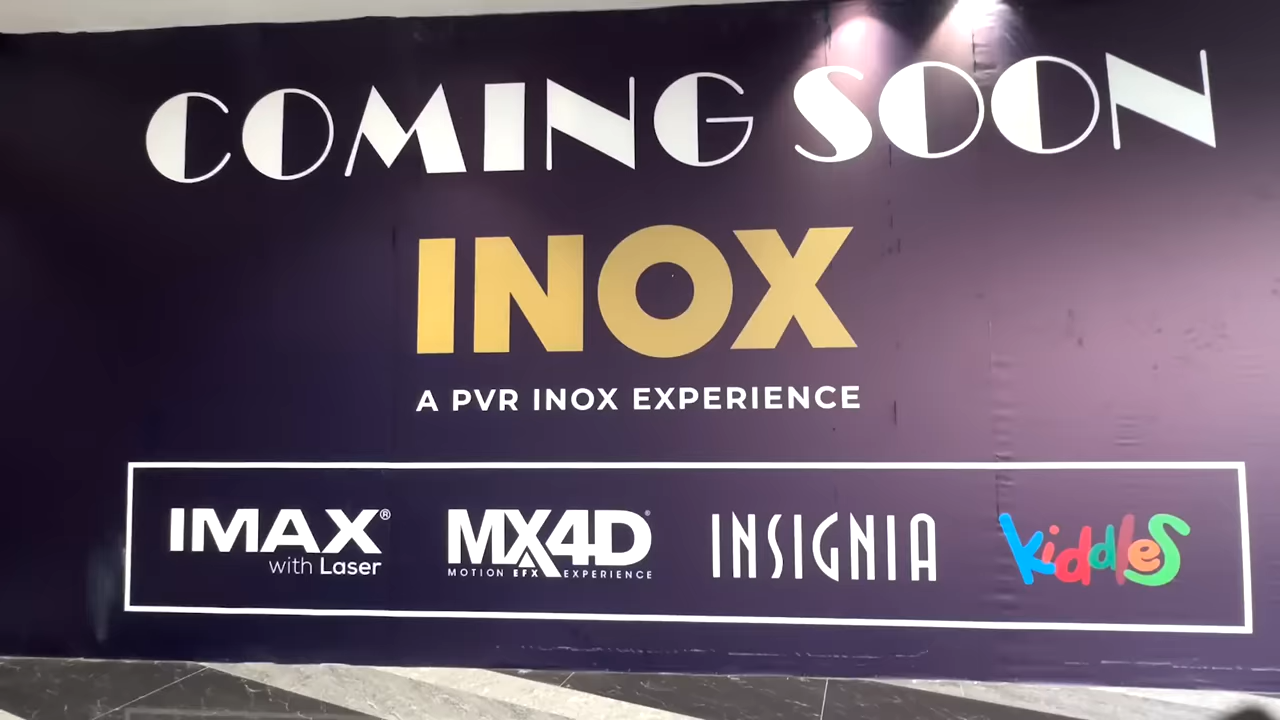 COMING SOON
INOX
A PVR INOX EXPERIENCE
IMAX®
with Laser
MX4D®
MOTION EFX EXPERIENCE
INSIGNIA
kiddles